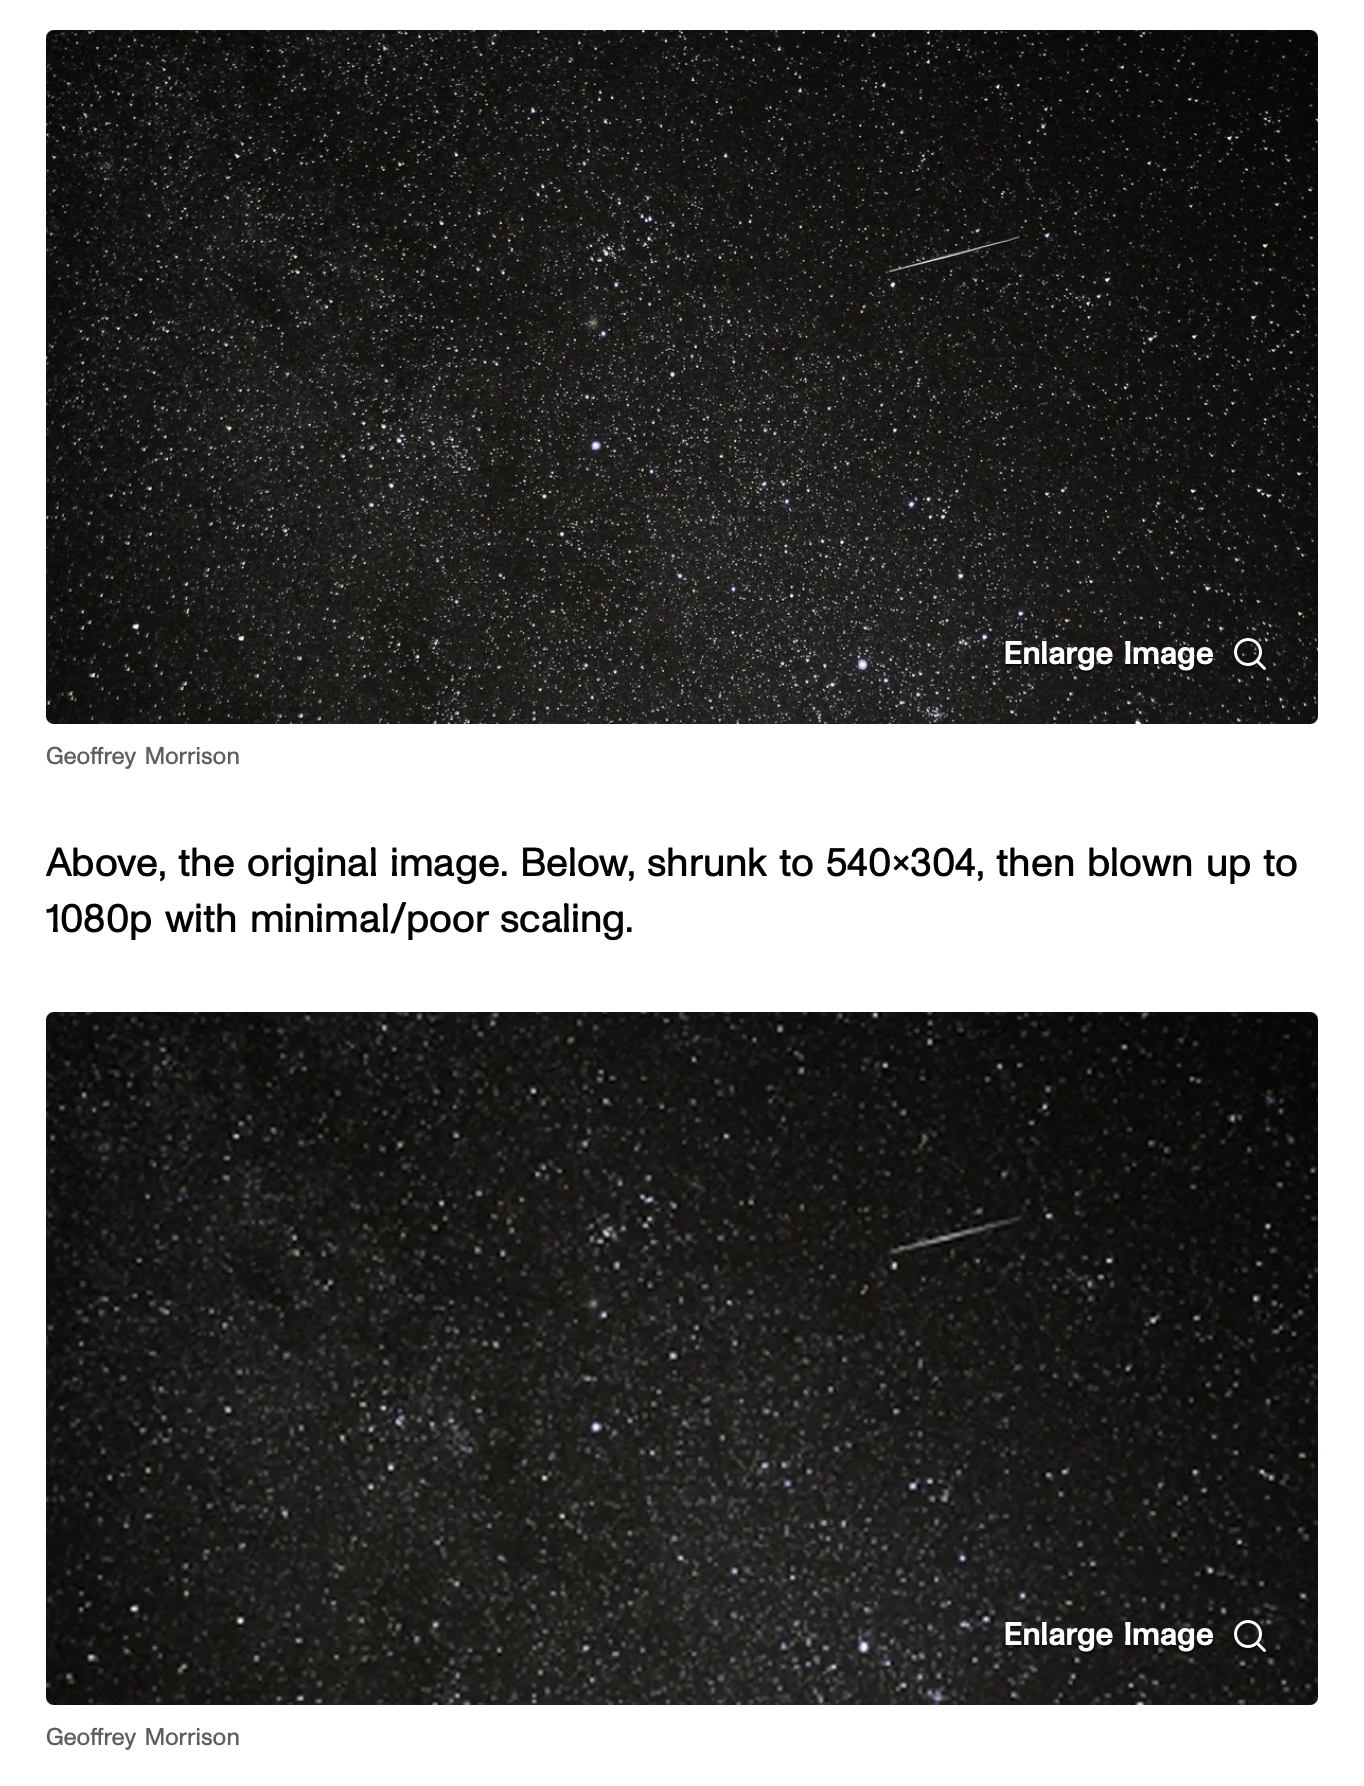 Enlarge Image
Geoffrey Morrison
Above, the original image. Below, shrunk to 540×304, then blown up to
1080p with minimal/poor scaling.
Enlarge Image
Geoffrey Morrison